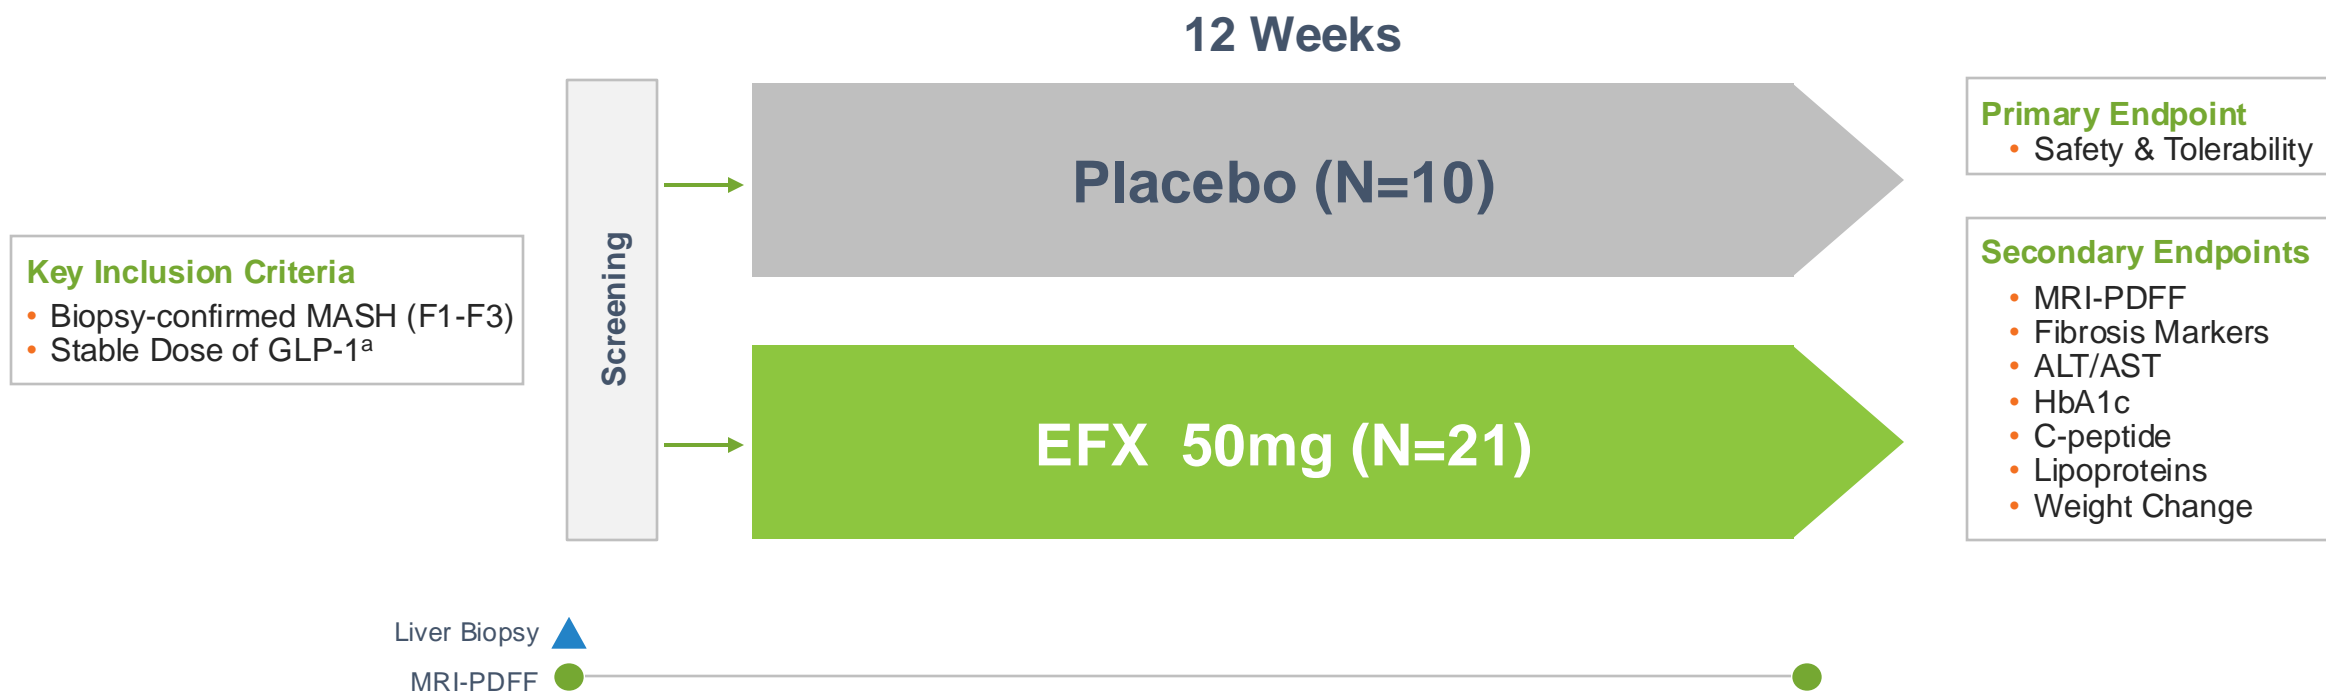 12 Weeks
Key Inclusion Criteria
• Biopsy-confirmed MASH (F1-F3)
• Stable Dose of GLP-1ᵃ
Screening
Placebo (N=10)
EFX 50mg (N=21)
Primary Endpoint
• Safety & Tolerability
Secondary Endpoints
• MRI-PDFF
• Fibrosis Markers
• ALT/AST
• HbA1c
• C-peptide
• Lipoproteins
• Weight Change
Liver Biopsy
MRI-PDFF